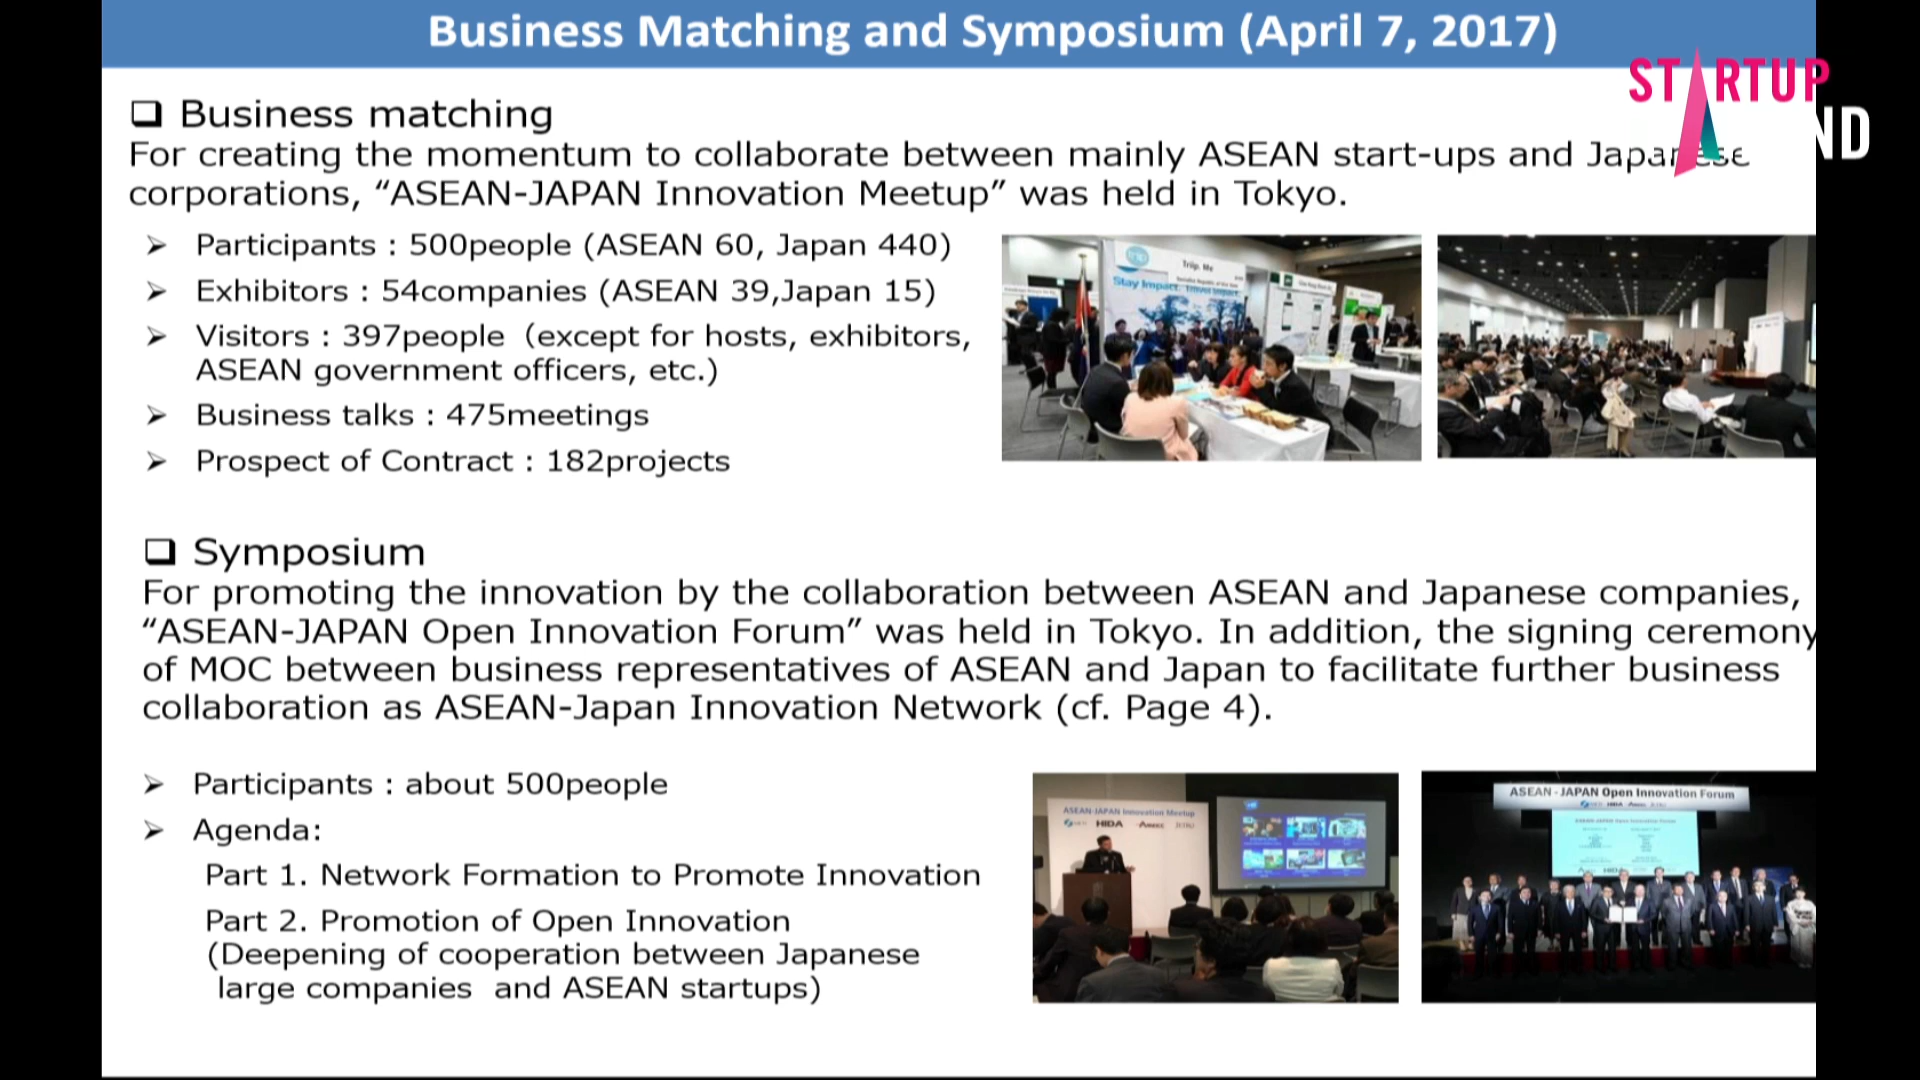 Business Matching and Symposium (April 7, 2017)
STARTUP
ND
❑ Business matching
For creating the momentum to collaborate between mainly ASEAN start-ups and Japanese
corporations, “ASEAN-JAPAN Innovation Meetup” was held in Tokyo.
➢ Participants : 500people (ASEAN 60, Japan 440)
➢ Exhibitors : 54companies (ASEAN 39,Japan 15)
➢ Visitors : 397people（except for hosts, exhibitors,
ASEAN government officers, etc.)
➢ Business talks : 475meetings
➢ Prospect of Contract : 182projects
Triip. Me
Stay Impact. Travel Impact.
❑ Symposium
For promoting the innovation by the collaboration between ASEAN and Japanese companies,
“ASEAN-JAPAN Open Innovation Forum” was held in Tokyo. In addition, the signing ceremony
of MOC between business representatives of ASEAN and Japan to facilitate further business
collaboration as ASEAN-Japan Innovation Network (cf. Page 4).
➢ Participants : about 500people
➢ Agenda:
Part 1. Network Formation to Promote Innovation
Part 2. Promotion of Open Innovation
(Deepening of cooperation between Japanese
large companies and ASEAN startups)
ASEAN-JAPAN Innovation Meetup
HIDA
ASEAN - JAPAN Open Innovation Forum
HIDA